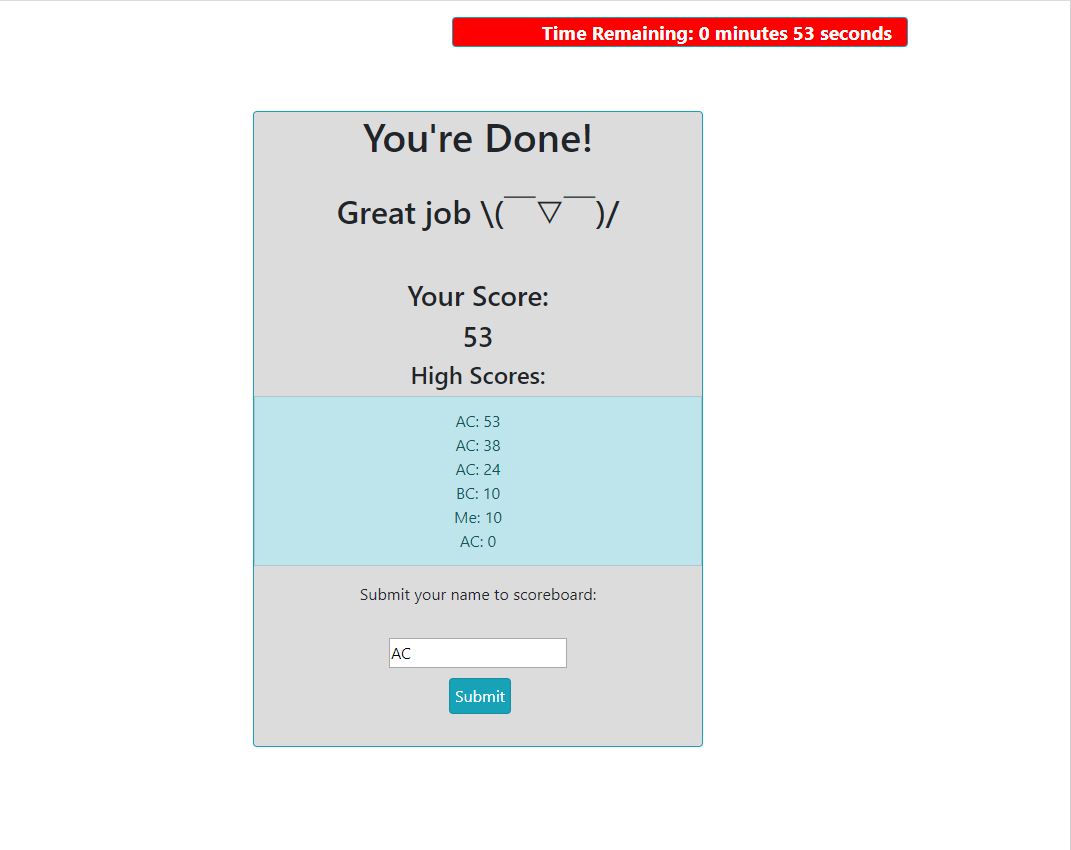 Time Remaining: 0 minutes 53 seconds
You're Done!
Great job \(￣▽￣)/
Your Score:
53
High Scores:
AC: 53
AC: 38
AC: 24
BC: 10
Me: 10
AC: 0
Submit your name to scoreboard:
AC
Submit